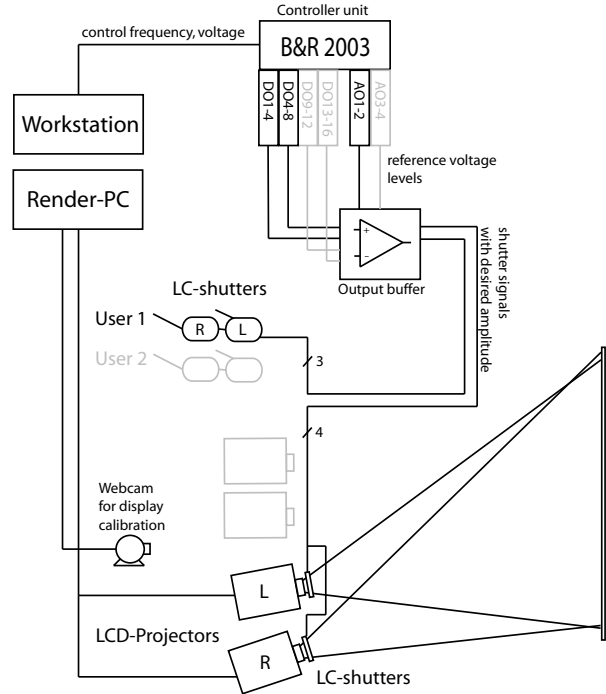 Controller unit
control frequency, voltage
B&R 2003
DO1-4
DO4-8
DO9-12
DO13-16
AO1-2
AO3-4
Workstation
Render-PC
reference voltage
levels
+
-
Output buffer
shutter signals
with desired amplitude
LC-shutters
User 1
R
L
User 2
3
4
Webcam
for display
calibration
L
LCD-Projectors
R
LC-shutters